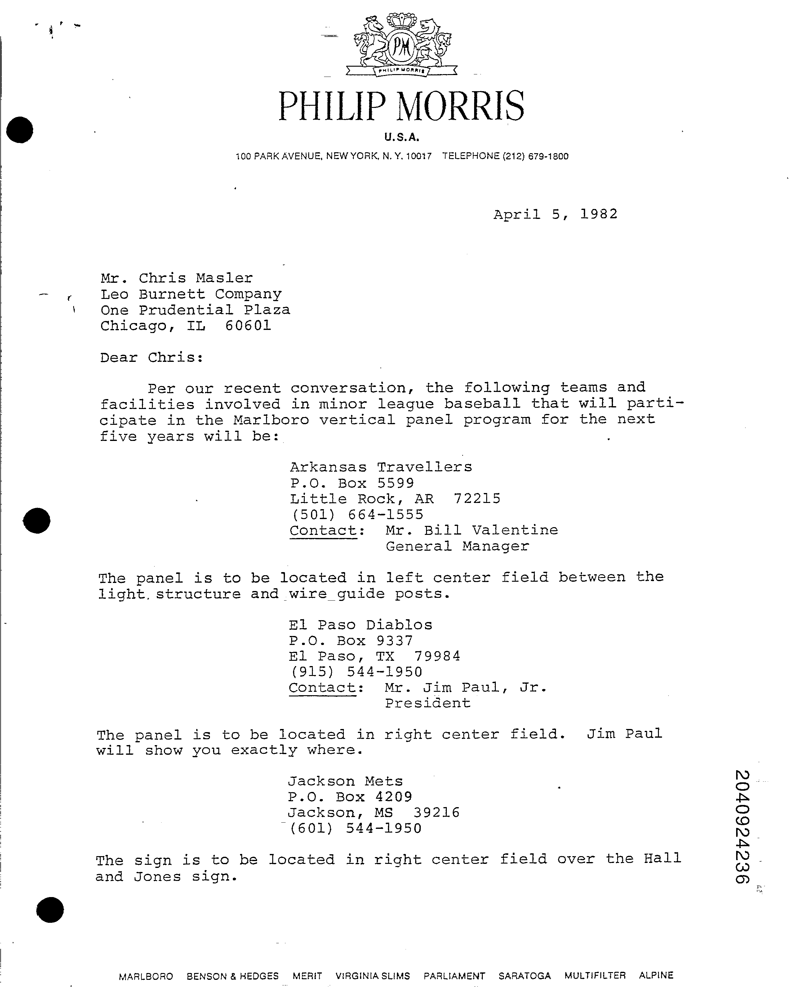 PM
PHILIP MORRIS
PHILIP MORRIS
U.S.A.
100 PARK AVENUE, NEW YORK, N. Y. 10017 TELEPHONE (212) 679-1800
April 5, 1982
Mr. Chris Masler
Leo Burnett Company
One Prudential Plaza
Chicago, IL 60601
Dear Chris:
Per our recent conversation, the following teams and
facilities involved in minor league baseball that will parti-
cipate in the Marlboro vertical panel program for the next
five years will be:
Arkansas Travellers
P.O. Box 5599
Little Rock, AR 72215
(501) 664-1555
Contact: Mr. Bill Valentine
General Manager
The panel is to be located in left center field between the
light structure and wire guide posts.
El Paso Diablos
P.O. Box 9337
El Paso, TX 79984
(915) 544-1950
Contact: Mr. Jim Paul, Jr.
President
The panel is to be located in right center field. Jim Paul
will show you exactly where.
Jackson Mets
P.O. Box 4209
Jackson, MS 39216
(601) 544-1950
The sign is to be located in right center field over the Hall
and Jones sign.
2040924236
MARLBORO BENSON & HEDGES MERIT VIRGINIA SLIMS PARLIAMENT SARATOGA MULTIFILTER ALPINE